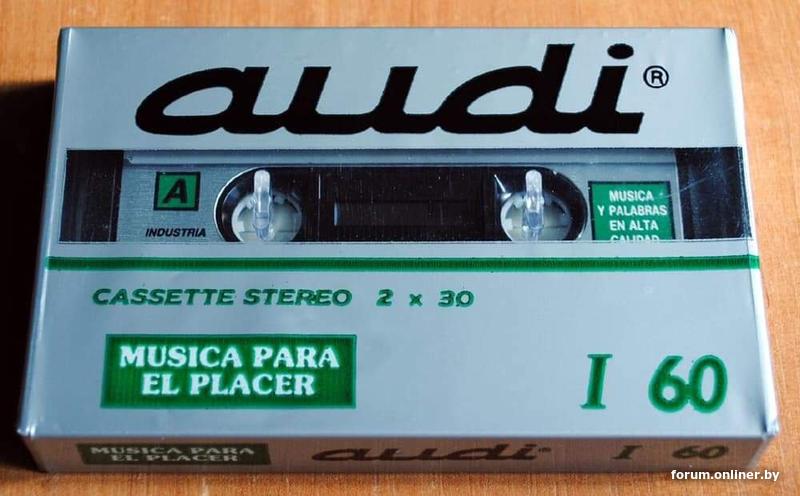 audi®
A
INDUSTRIA
MUSICA
Y PALABRAS
EN ALTA
CALIDAD
CASSETTE STEREO 2 x 30
MUSICA PARA
EL PLACER
I 60
MUSICA PARA
EL PLACER
audi®
I 60
forum.onliner.by